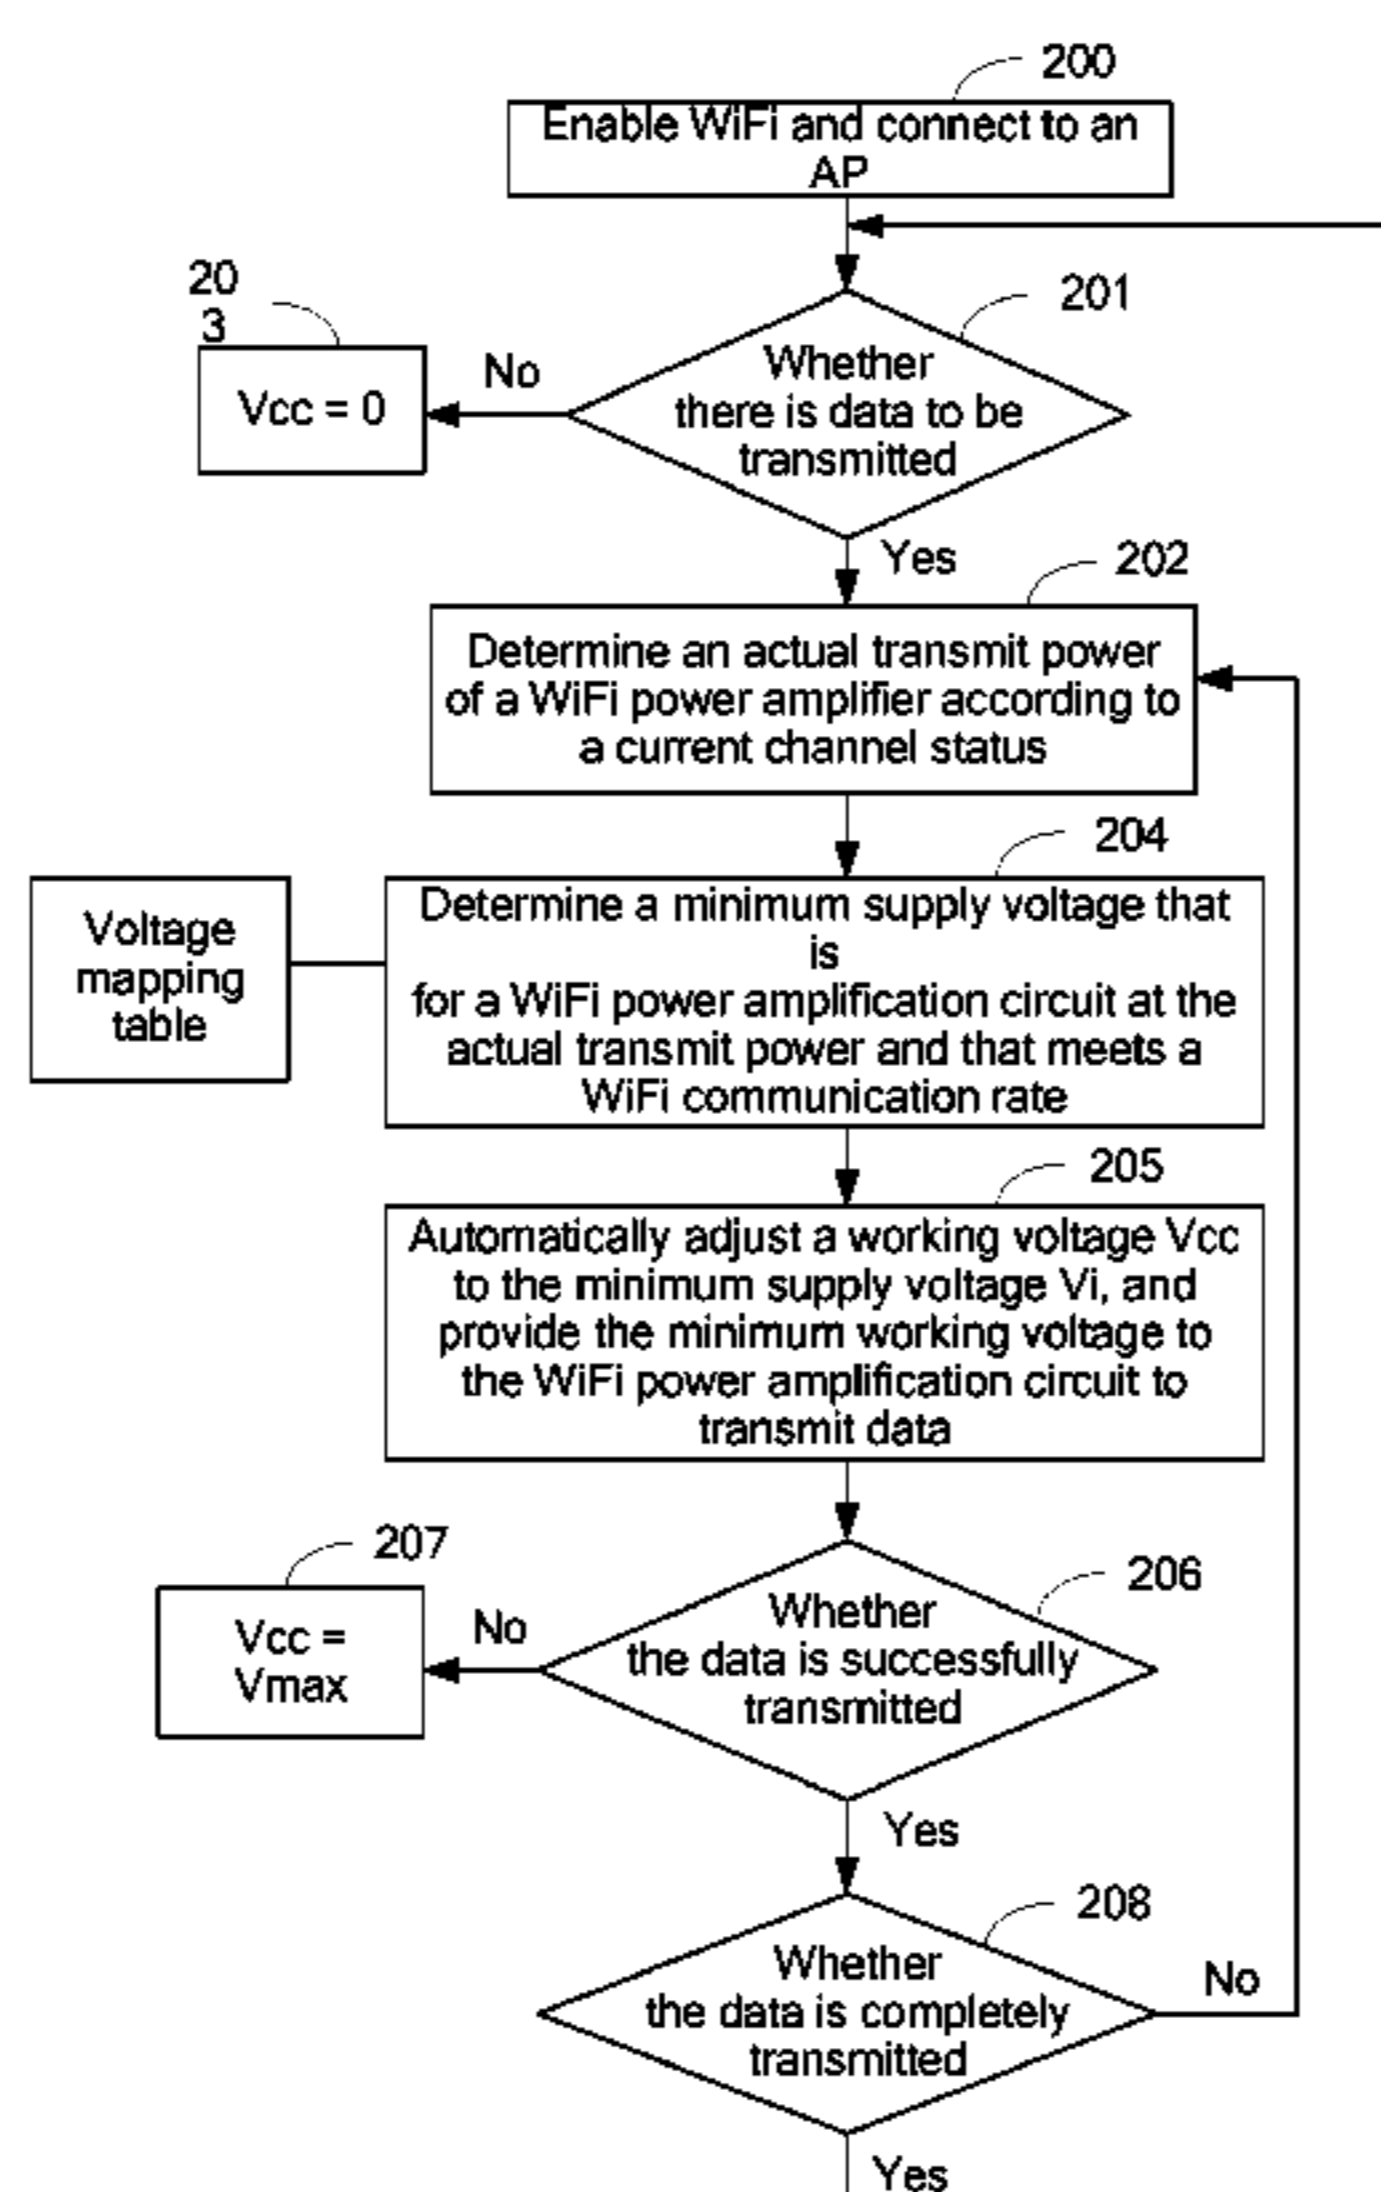 200
Enable WiFi and connect to an
AP
20
3
201
Vcc = 0
No
Whether
there is data to be
transmitted
Yes
202
Determine an actual transmit power
of a WiFi power amplifier according to
a current channel status
204
Voltage
mapping
table
Determine a minimum supply voltage that
is
for a WiFi power amplification circuit at the
actual transmit power and that meets a
WiFi communication rate
205
Automatically adjust a working voltage Vcc
to the minimum supply voltage Vi, and
provide the minimum working voltage to
the WiFi power amplification circuit to
transmit data
207
206
Vcc =
Vmax
No
Whether
the data is successfully
transmitted
Yes
208
Whether
the data is completely
transmitted
No
Yes